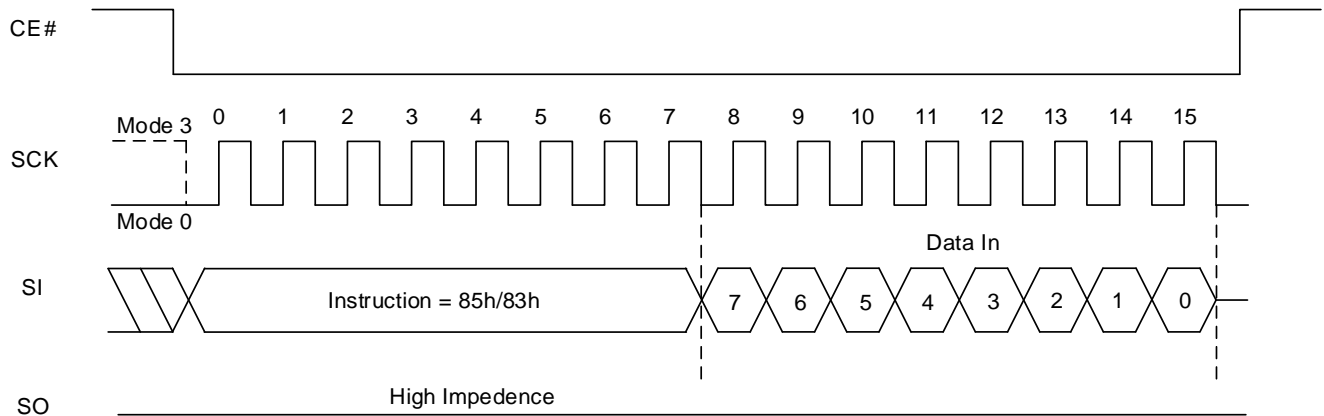 CE#
0 1 2 3 4 5 6 7 8 9 10 11 12 13 14 15
Mode 3
SCK
Mode 0
Data In
SI
Instruction = 85h/83h
7 6 5 4 3 2 1 0
High Impedence
SO